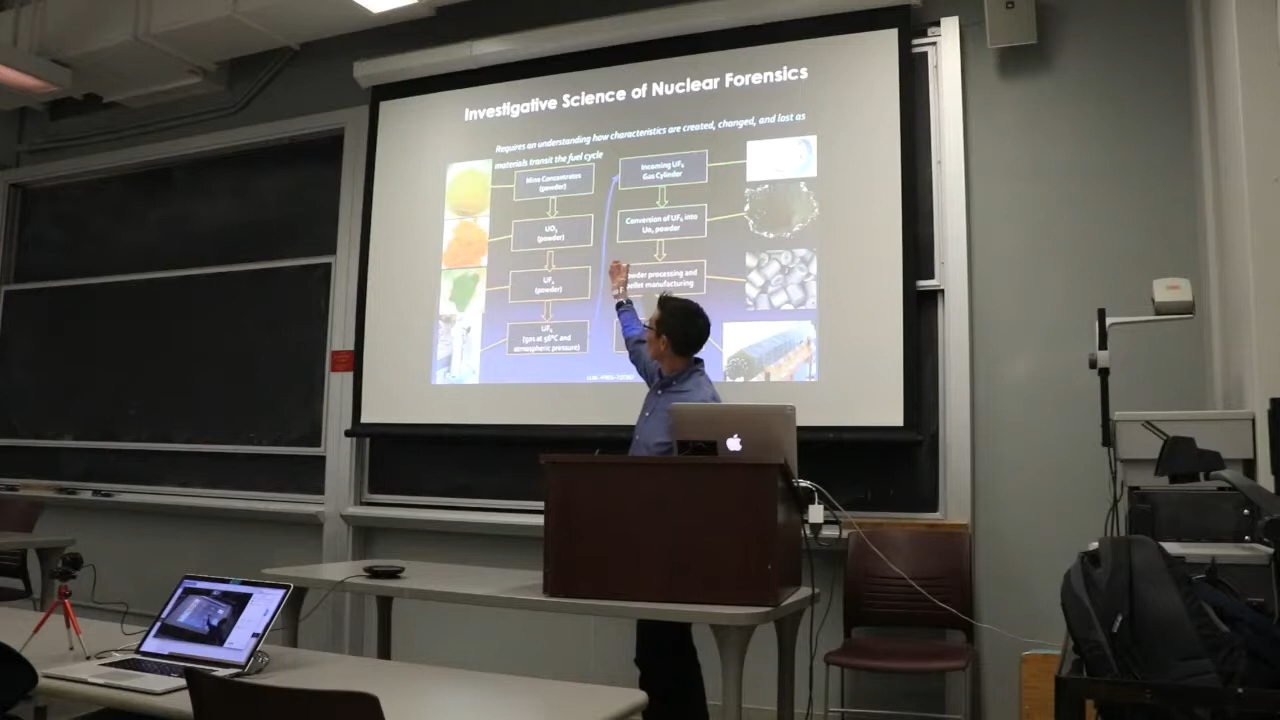 Investigative Science of Nuclear Forensics
Requires an understanding how characteristics are created, changed, and lost as
materials transit the fuel cycle
Mine Concentrates
(powder)
UO₃
(powder)
UF₄
(powder)
UF₆
(gas at 56°C and
atmospheric pressure)
Incoming UF₆
Gas Cylinder
Conversion of UF₆ into
Uo₂ powder
Powder processing and
pellet manufacturing